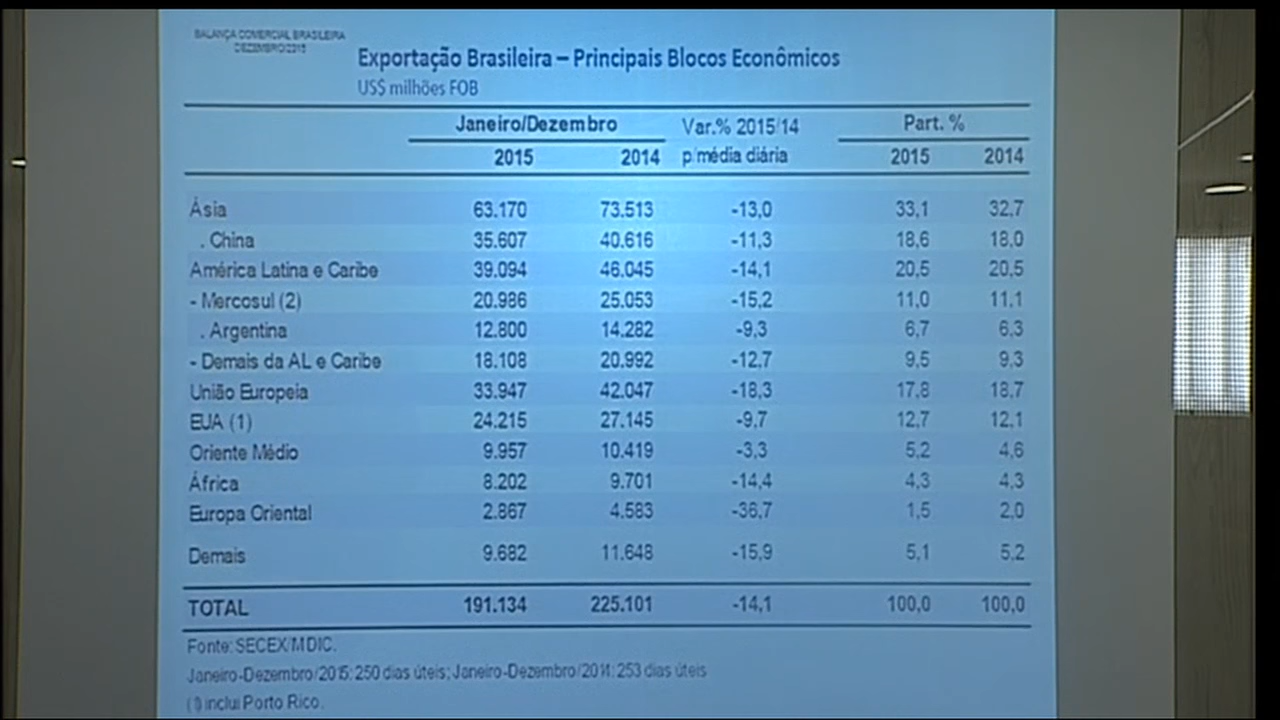 BALANÇA COMERCIAL BRASILEIRA
DEZEMBRO/2015
Exportação Brasileira – Principais Blocos Econômicos
US$ milhões FOB
Janeiro/Dezembro Var.% 2015/14 Part. %
2015 2014 p/média diária 2015 2014
Ásia 63.170 73.513 -13,0 33,1 32,7
. China 35.607 40.616 -11,3 18,6 18,0
América Latina e Caribe 39.094 46.045 -14,1 20,5 20,5
- Mercosul (2) 20.986 25.053 -15,2 11,0 11,1
. Argentina 12.800 14.282 -9,3 6,7 6,3
- Demais da AL e Caribe 18.108 20.992 -12,7 9,5 9,3
União Europeia 33.947 42.047 -18,3 17,8 18,7
EUA (1) 24.215 27.145 -9,7 12,7 12,1
Oriente Médio 9.957 10.419 -3,3 5,2 4,6
África 8.202 9.701 -14,4 4,3 4,3
Europa Oriental 2.867 4.583 -36,7 1,5 2,0
Demais 9.682 11.648 -15,9 5,1 5,2
TOTAL 191.134 225.101 -14,1 100,0 100,0
Fonte: SECEX/MDIC.
Janeiro-Dezembro/2015: 250 dias úteis; Janeiro-Dezembro/2014: 253 dias úteis
(1) inclui Porto Rico.